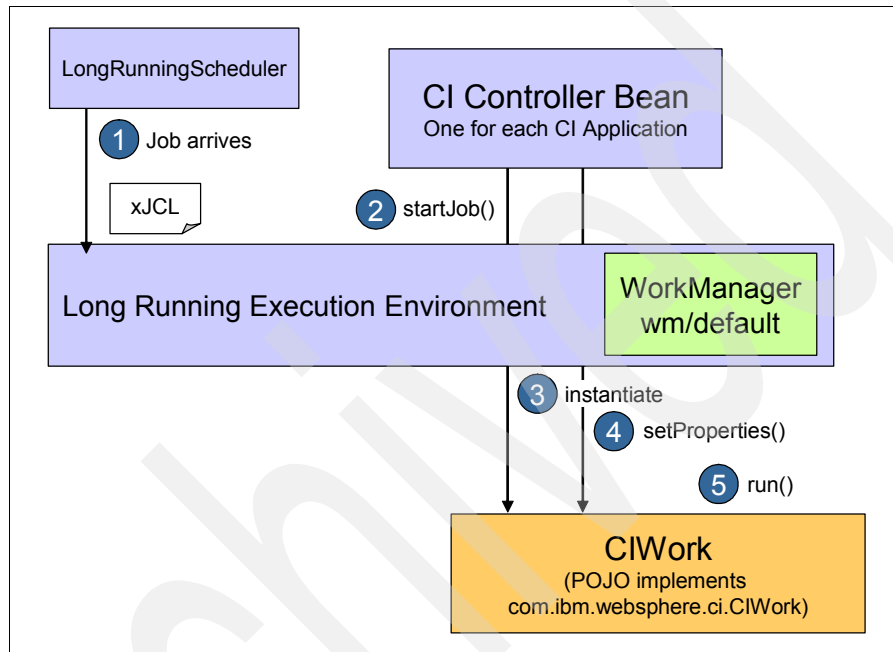 LongRunningScheduler
CI Controller Bean
One for each CI Application
1 Job arrives
xJCL
2 startJob()
Long Running Execution Environment
WorkManager
wm/default
3 instantiate
4 setProperties()
5 run()
CIWork
(POJO implements
com.ibm.websphere.ci.CIWork)